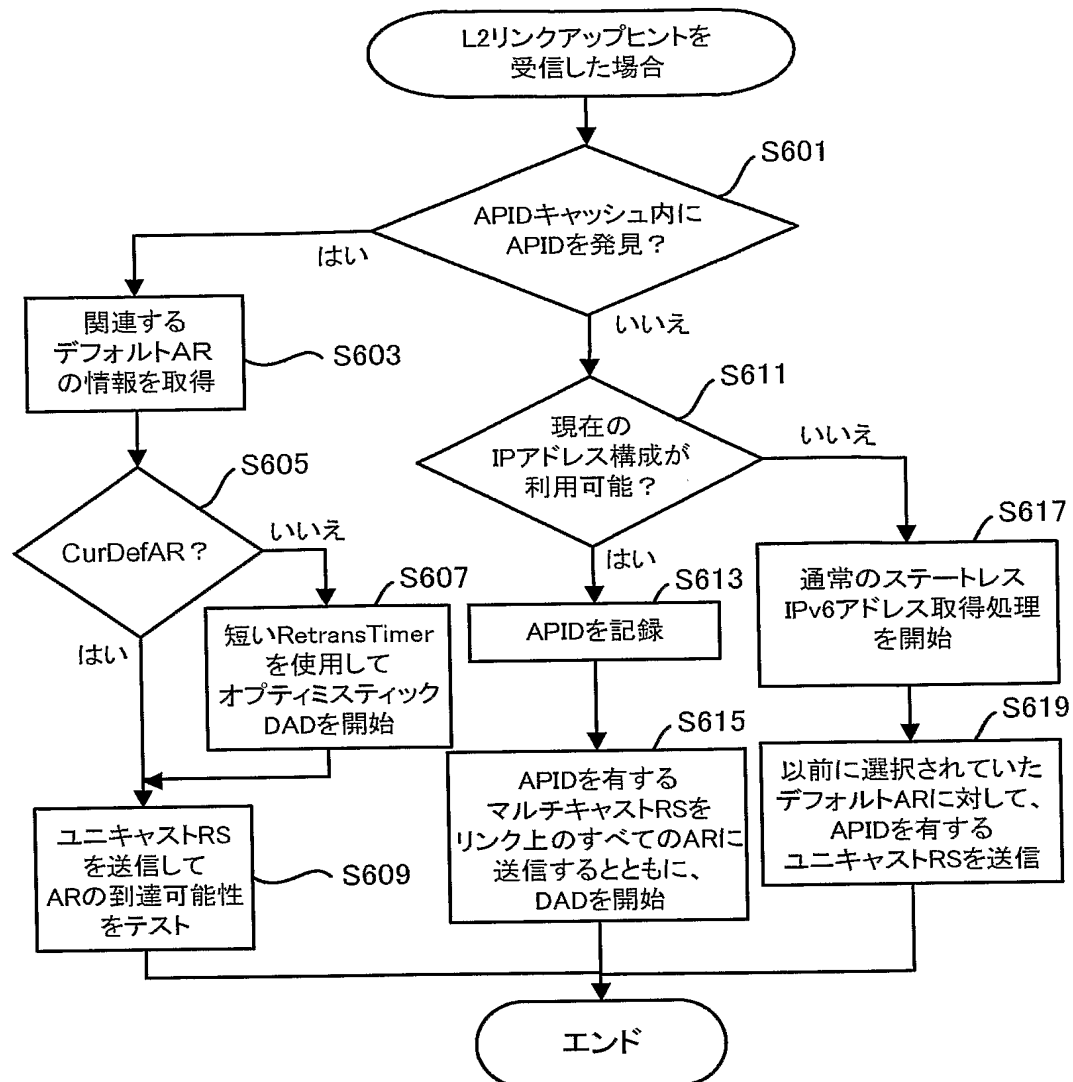 L2リンクアップヒントを
受信した場合
S601
APIDキャッシュ内に
APIDを発見？
はい
いいえ
関連する
デフォルトAR
の情報を取得
S603
S611
現在の
IPアドレス構成が
利用可能？
いいえ
はい
S605
CurDefAR？
いいえ
はい
S607
短いRetransTimer
を使用して
オプティミスティック
DADを開始
S613
APIDを記録
S617
通常のステートレス
IPv6アドレス取得処理
を開始
S615
APIDを有する
マルチキャストRSを
リンク上のすべてのARに
送信するとともに、
DADを開始
S619
以前に選択されていた
デフォルトARに対して、
APIDを有する
ユニキャストRSを送信
ユニキャストRS
を送信して
ARの到達可能性
をテスト
S609
エンド